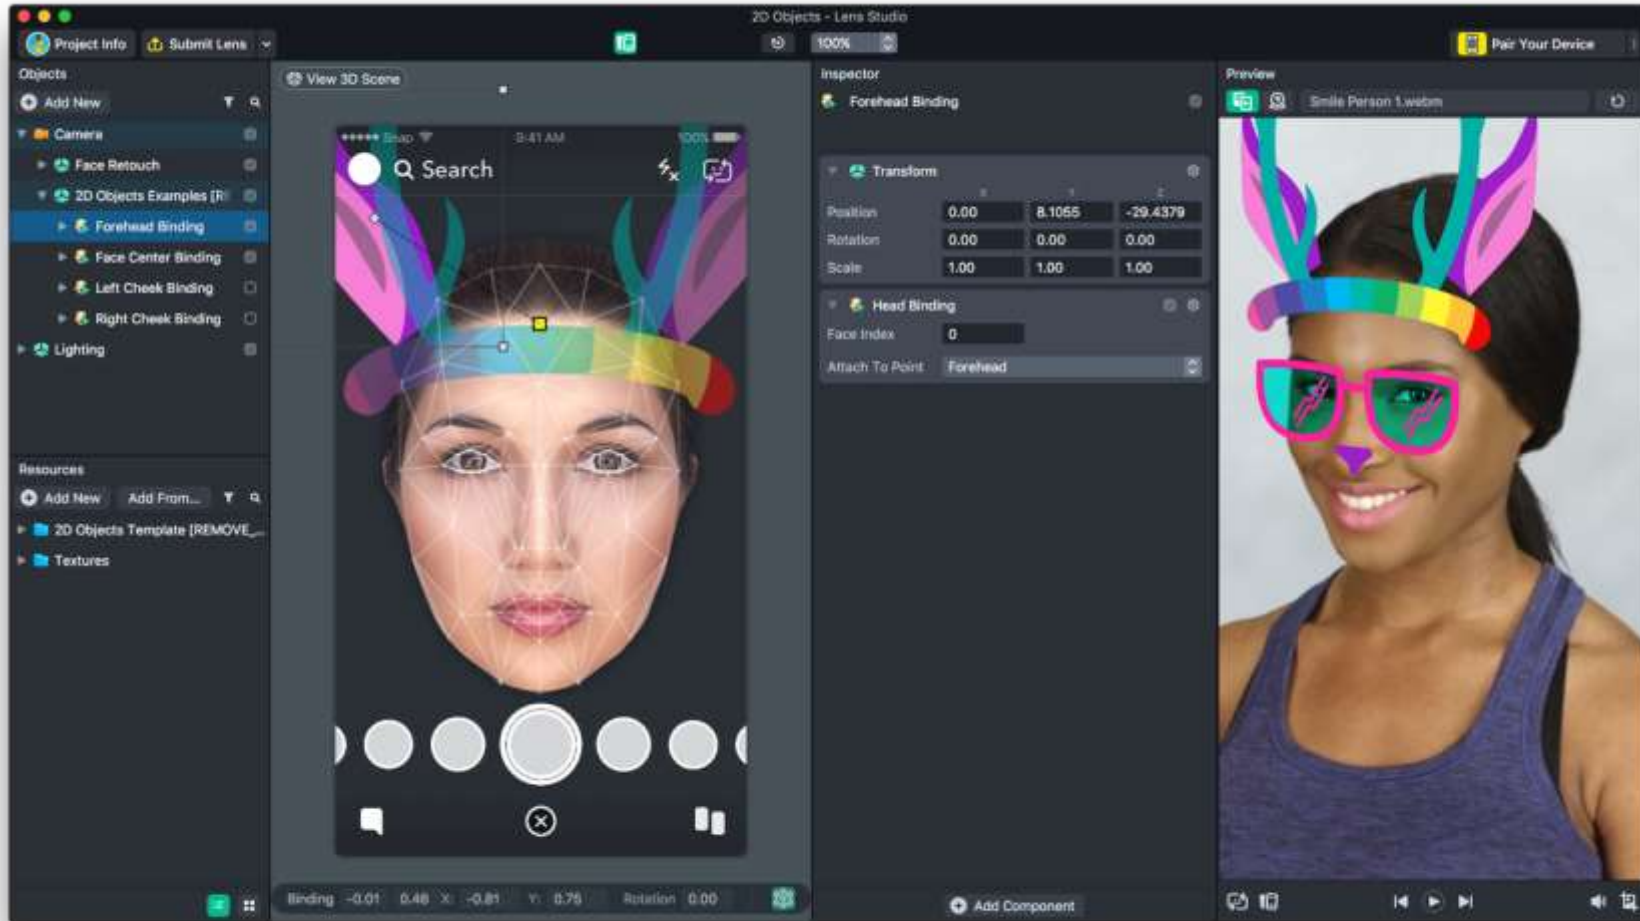 2D Objects - Lens Studio
Project Info
Submit Lens
100%
Pair Your Device
Objects
Add New
Camera
Face Retouch
2D Objects Examples [R
Forehead Binding
Face Center Binding
Left Cheek Binding
Right Cheek Binding
Lighting
Resources
Add New
Add From...
2D Objects Template [REMOVE_...
Textures
View 3D Scene
Snap
9:41 AM
100%
Search
Binding -0.01 0.48 X: -0.81 Y: 0.75 Rotation 0.00
Inspector
Forehead Binding
Transform
X Y Z
Position 0.00 8.1055 -29.4379
Rotation 0.00 0.00 0.00
Scale 1.00 1.00 1.00
Head Binding
Face Index 0
Attach To Point Forehead
Add Component
Preview
Smile Person 1.webm